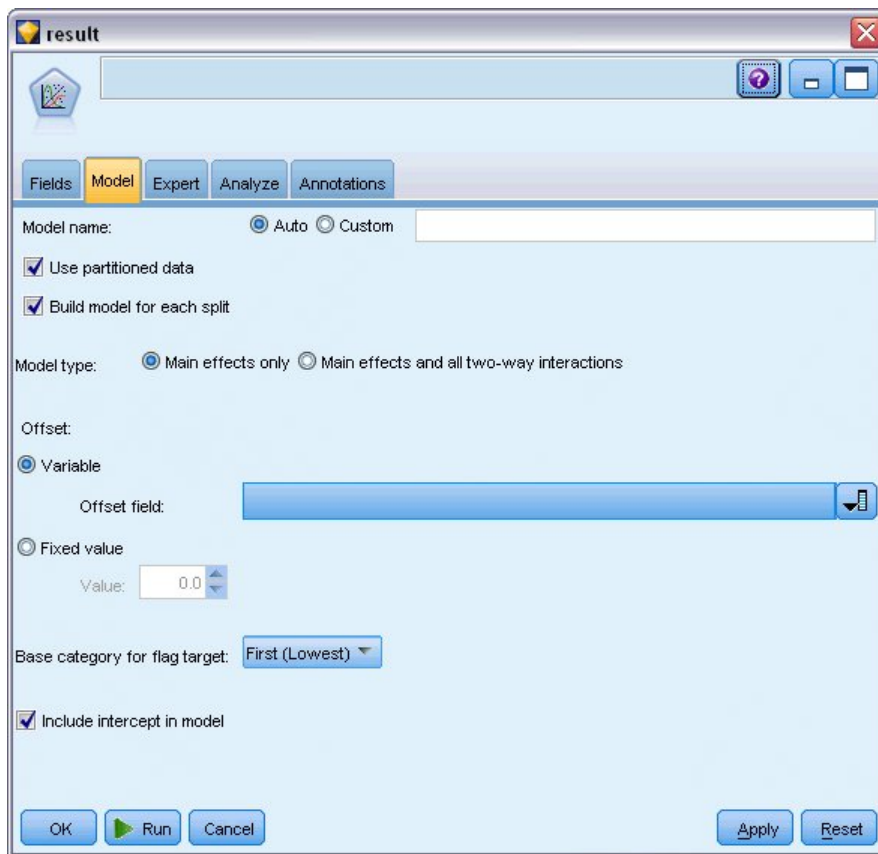 result
Fields Model Expert Analyze Annotations
Model name: Auto Custom
Use partitioned data
Build model for each split
Model type: Main effects only Main effects and all two-way interactions
Offset:
Variable
Offset field:
Fixed value
Value: 0.0
Base category for flag target: First (Lowest)
Include intercept in model
OK Run Cancel Apply Reset